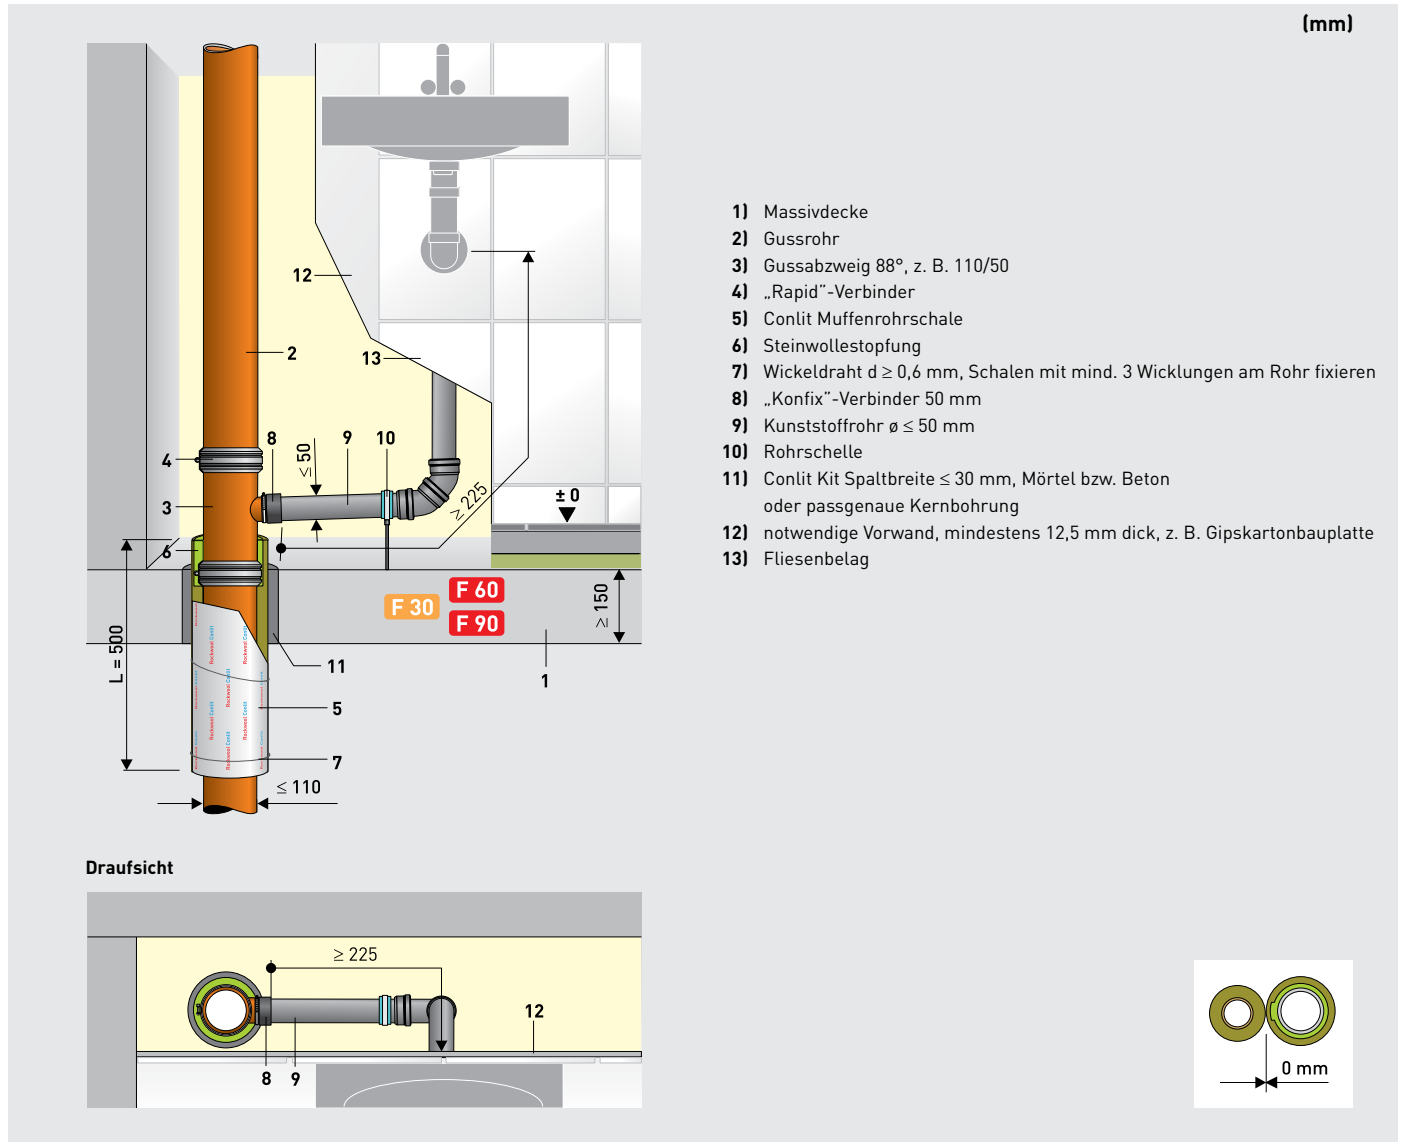 (mm)
12
2
13
8
≤ 50
9
10
4
3
≥ 225
± 0
6
F 30
F 60
F 90
≥ 150
L = 500
11
1
5
7
≤ 110
Rockwool Conlit
1) Massivdecke
2) Gussrohr
3) Gussabzweig 88°, z. B. 110/50
4) „Rapid”-Verbinder
5) Conlit Muffenrohrschale
6) Steinwollestopfung
7) Wickeldraht d ≥ 0,6 mm, Schalen mit mind. 3 Wicklungen am Rohr fixieren
8) „Konfix”-Verbinder 50 mm
9) Kunststoffrohr ø ≤ 50 mm
10) Rohrschelle
11) Conlit Kit Spaltbreite ≤ 30 mm, Mörtel bzw. Beton
oder passgenaue Kernbohrung
12) notwendige Vorwand, mindestens 12,5 mm dick, z. B. Gipskartonbauplatte
13) Fliesenbelag
Draufsicht
≥ 225
12
8
9
0 mm